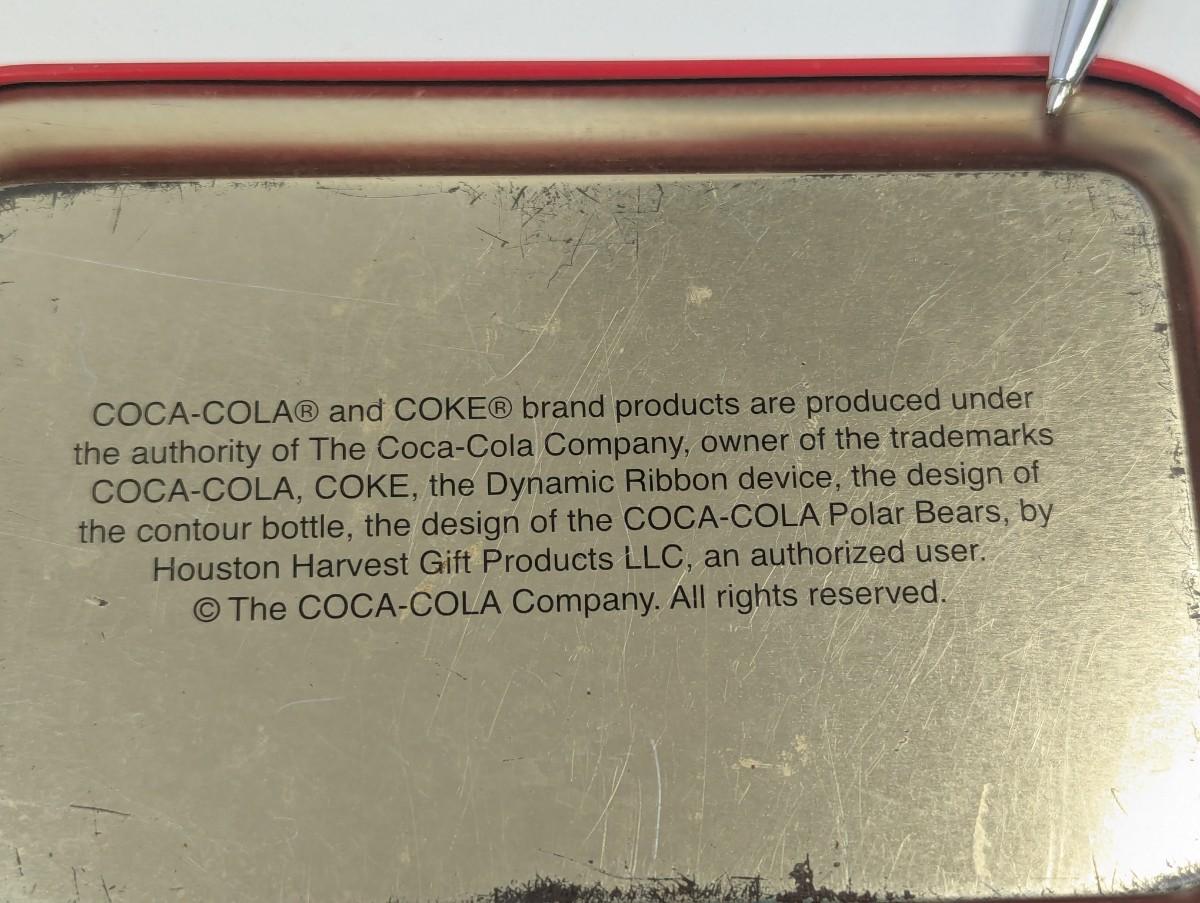 COCA-COLA® and COKE® brand products are produced under
the authority of The Coca-Cola Company, owner of the trademarks
COCA-COLA, COKE, the Dynamic Ribbon device, the design of
the contour bottle, the design of the COCA-COLA Polar Bears, by
Houston Harvest Gift Products LLC, an authorized user.
© The COCA-COLA Company. All rights reserved.